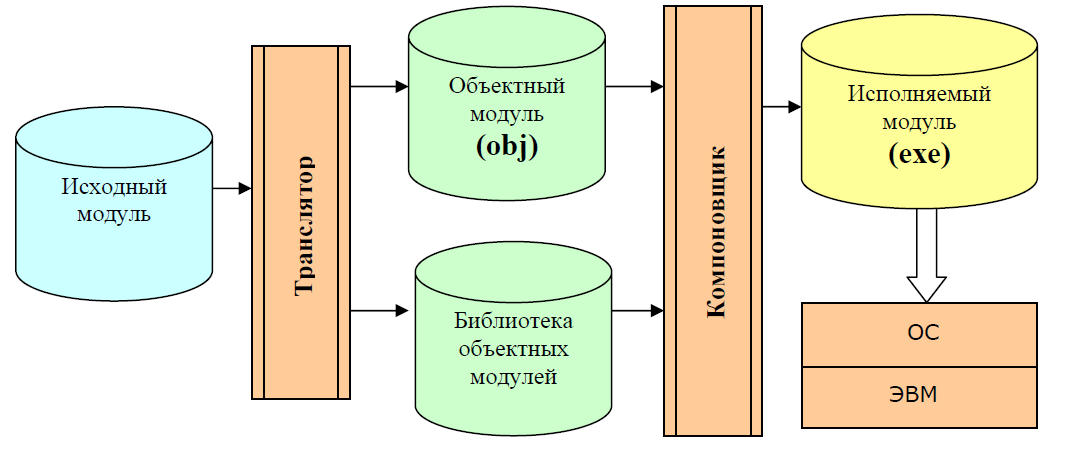 Исходный
модуль
Транслятор
Объектный
модуль
(obj)
Библиотека
объектных
модулей
Компоновщик
Исполняемый
модуль
(exe)
ОС
ЭВМ